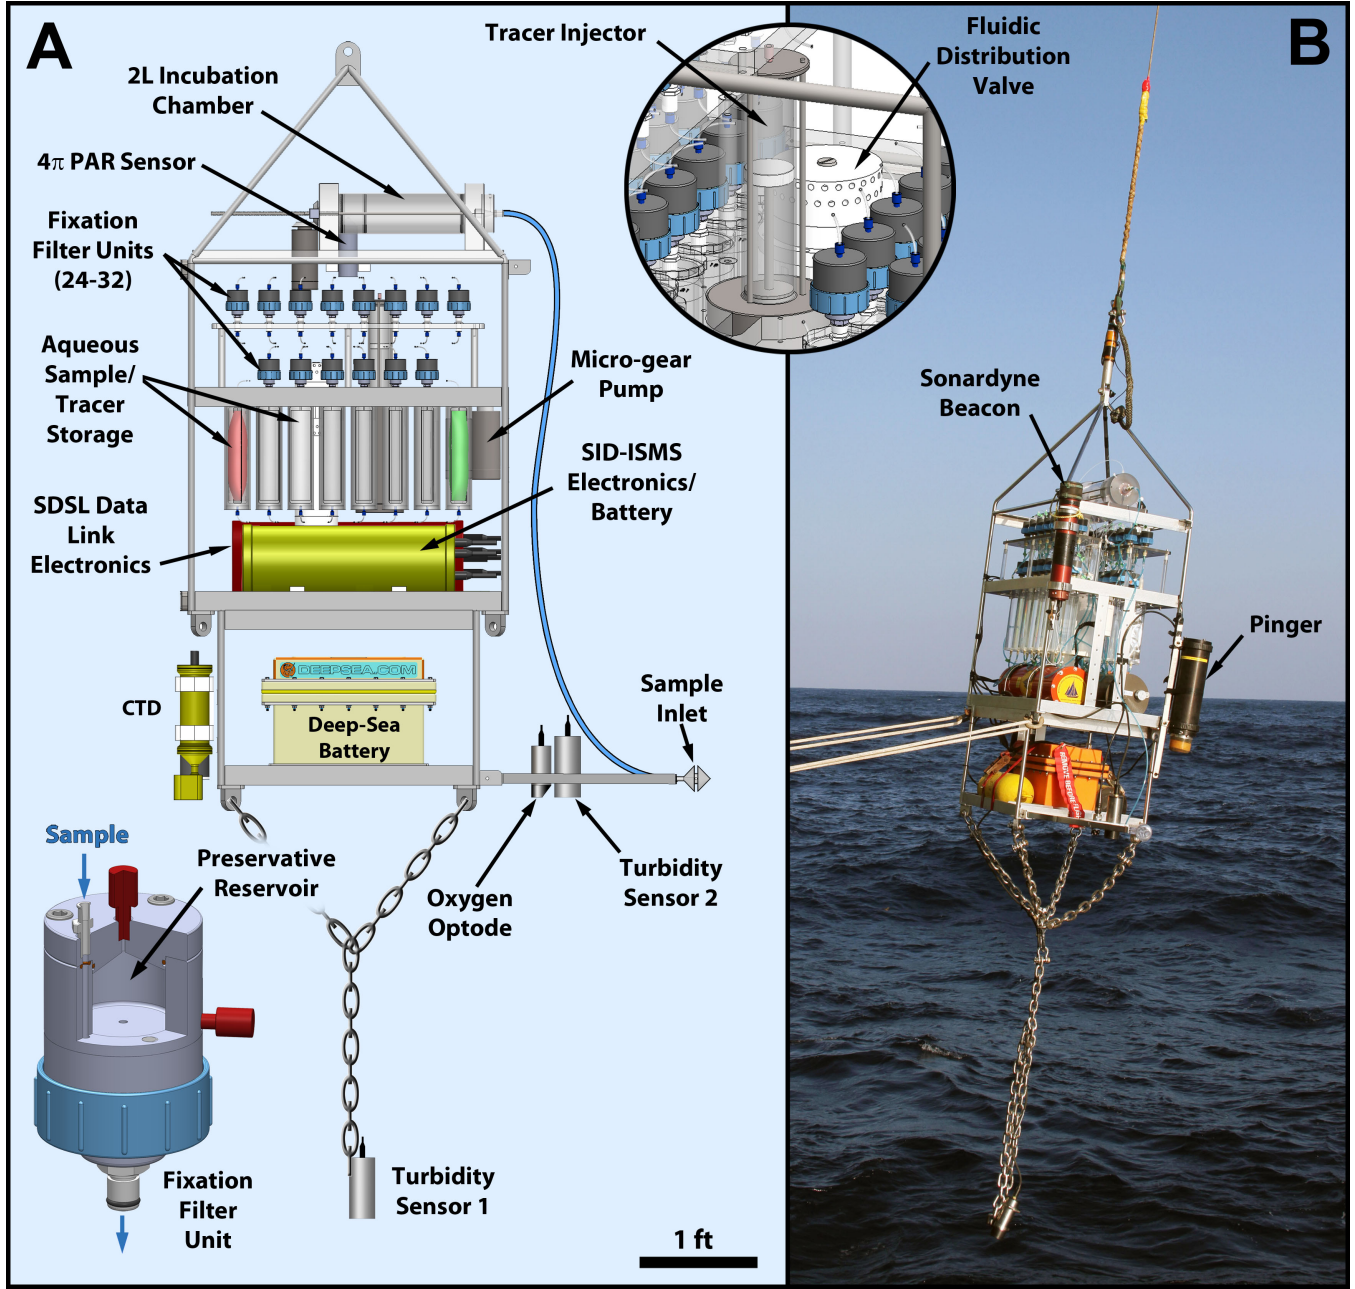 A
B
2L Incubation
Chamber
4π PAR Sensor
Fixation
Filter Units
(24-32)
Aqueous
Sample/
Tracer
Storage
SDSL Data
Link
Electronics
Tracer Injector
Fluidic
Distribution
Valve
Micro-gear
Pump
SID-ISMS
Electronics/
Battery
Sonardyne
Beacon
Pinger
CTD
DEEPSEA.COM
Deep-Sea
Battery
Sample
Inlet
Sample
Preservative
Reservoir
Oxygen
Optode
Turbidity
Sensor 2
Fixation
Filter
Unit
Turbidity
Sensor 1
1 ft
REMOVE BEFORE